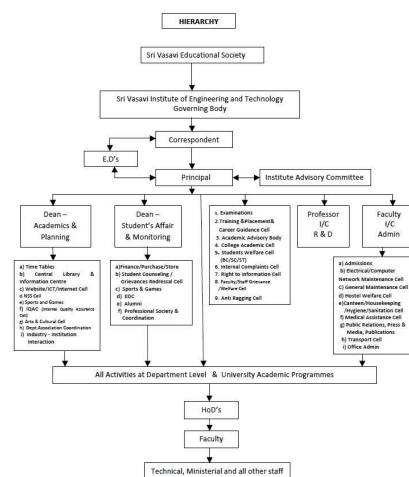 HIERARCHY
Sri Vasavi Educational Society
Sri Vasavi Institute of Engineering and Technology
Governing Body
Correspondent
E.D's
Principal
Institute Advisory Committee
Dean –
Academics &
Planning
Dean –
Student's Affair
& Monitoring
1. Examinations
2.Training &Placement&
Career Guidance Cell
3. Academic Advisory Body
4. College Academic Cell
5. Students Welfare Cell
(BC/SC/ST)
6. Internal Complaints Cell
7. Right to Information Cell
8. Faculty/Staff Grievance
/Welfare Cell
9. Anti Ragging Cell
Professor
I/C
R & D
Faculty
I/C
Admin
a) Time Tables
b) Central Library &
Information Centre
c) Website/ICT/Internet Cell
d NSS Cell
e) Sports and Games
f) IQAC (Internal Quality Assurance
Cell)
g) Arts & Cultural Cell
h) Dept.Association Coordination
i) Industry - Institution
Interaction
a)Finance/Purchase/Store
b) Student Counseling /
Grievances Redressal Cell
c) Sports & Games
d) EDC
e) Alumni
f) Professional Society &
Coordination
a) Admissions
b) Electrical/Computer
Network Maintenance Cell
C) General Maintenance Cell
d) Hostel Welfare Cell
e)Canteen/Housekeeping
/Hygiene/Sanitation Cell
f) Medical Assistance Cell
g) Public Relations, Press &
Media, Publications
h) Transport Cell
i) Office Admin
All Activities at Department Level & University Academic Programmes
HoD's
Faculty
Technical, Ministerial and all other staff